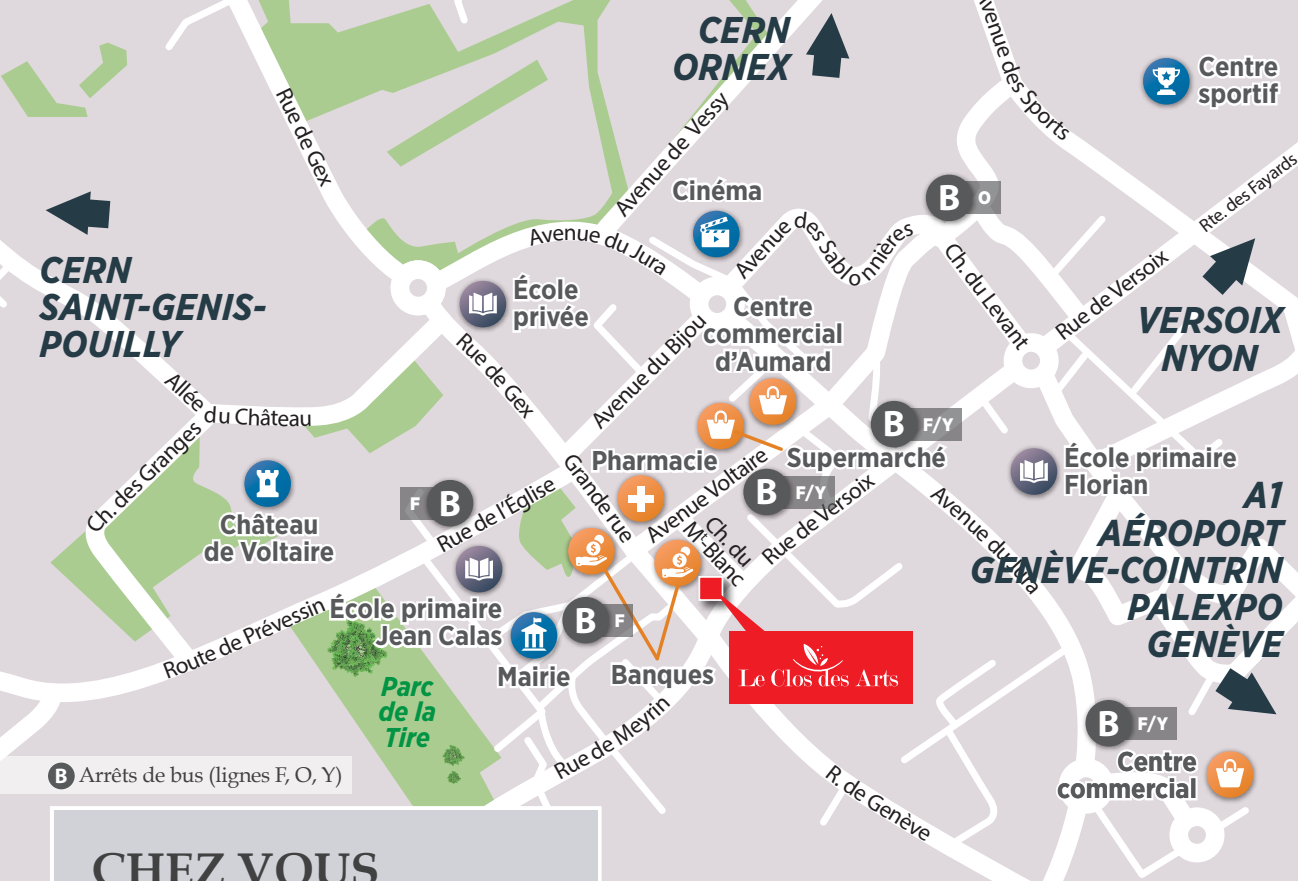 CERN
ORNEX
Avenue des Sports
Centre
sportif
Rue de Gex
Avenue de Vessy
Cinéma
B O
Rte. des Fayards
CERN
SAINT-GENIS-
POUILLY
Avenue du Jura
Avenue des Sablonnières
Ch. du Levant
Rue de Versoix
École
privée
Centre
commercial
d'Aumard
VERSOIX
NYON
Rue de Gex
Avenue du Bijou
Allée du Château
B F/Y
Ch. des Granges
Pharmacie
Supermarché
École primaire
Florian
Château
de Voltaire
F B
Rue de l'Église
Grande rue
Avenue Voltaire
B F/Y
Rue de Versoix
Avenue du Jura
A1
AÉROPORT
GENÈVE-COINTRIN
PALEXPO
GENÈVE
Ch. du
Mt-Blanc
Route de Prévessin
École primaire
Jean Calas
B F
Mairie
Banques
Le Clos des Arts
Parc
de la
Tire
Rue de Meyrin
B F/Y
Centre
commercial
R. de Genève
B Arrêts de bus (lignes F, O, Y)
CHEZ VOUS